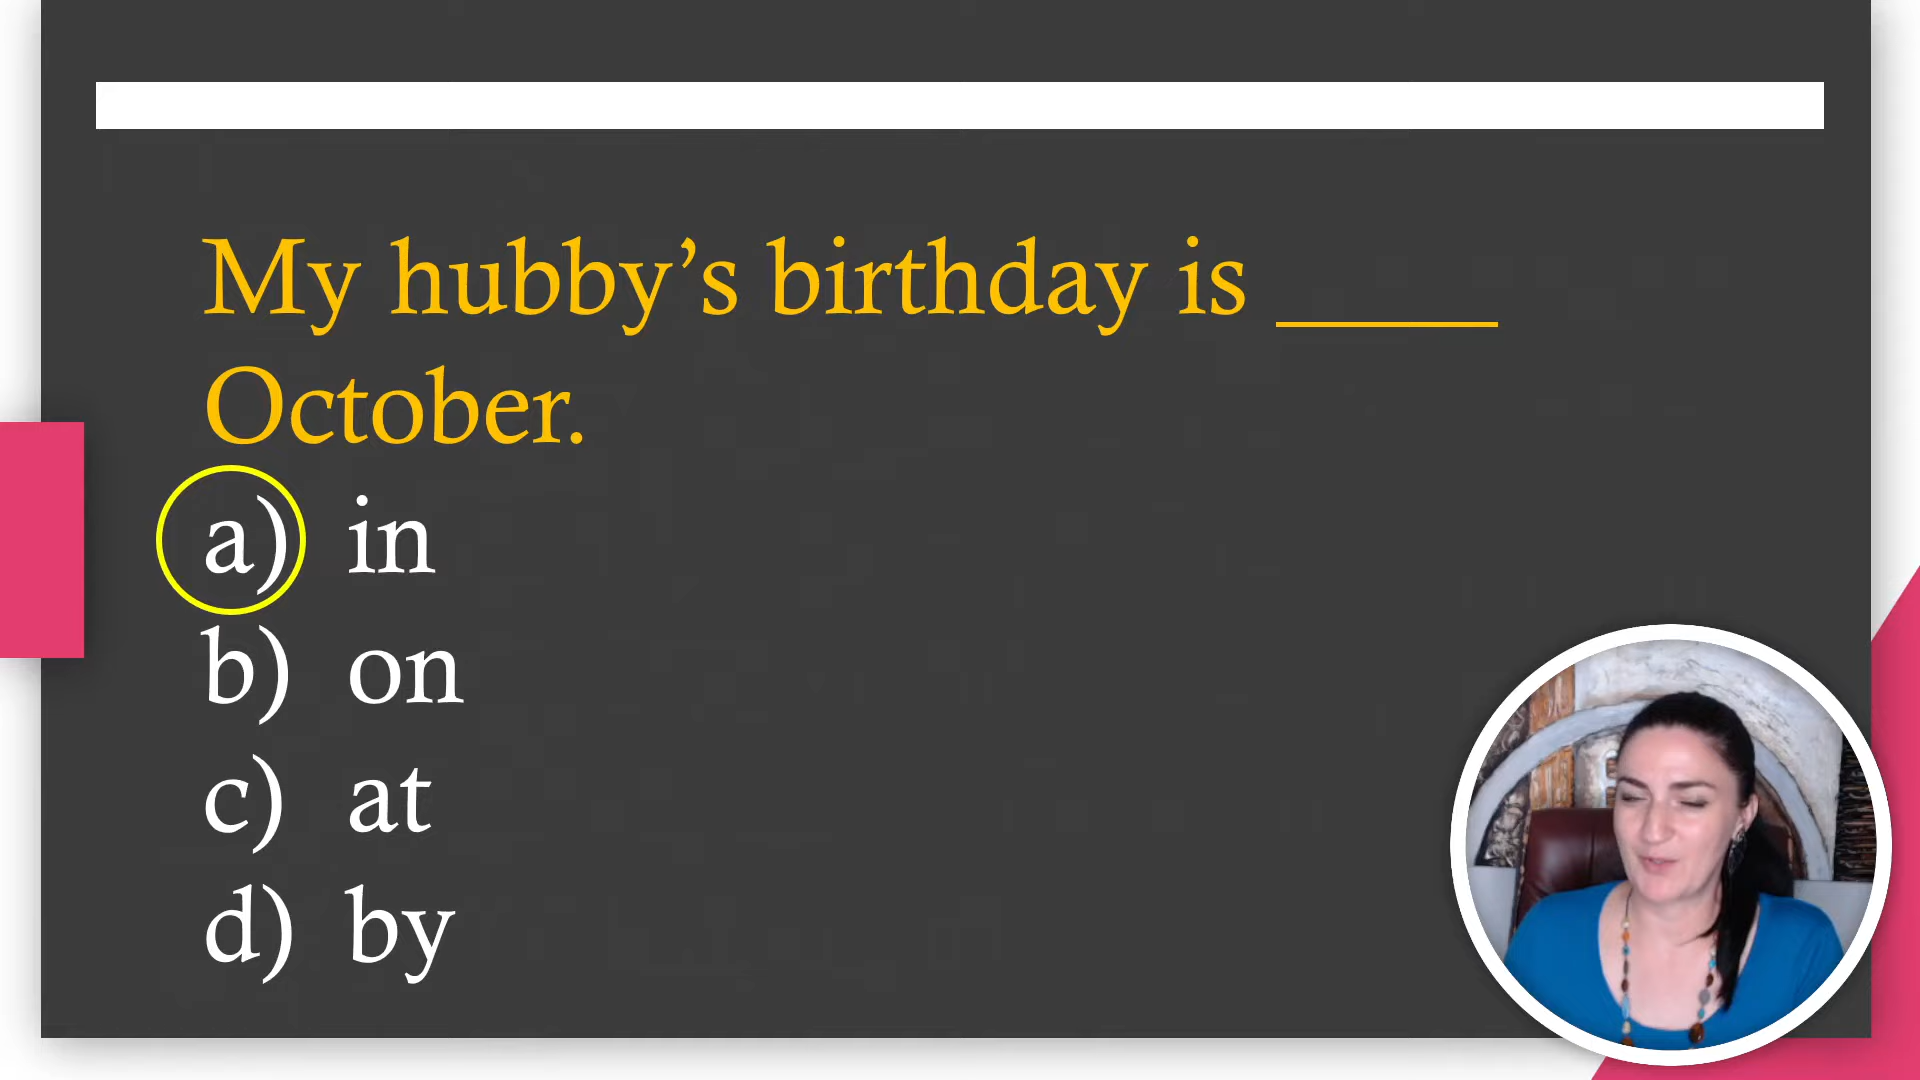 My hubby’s birthday is _____
October.
a) in
b) on
c) at
d) by